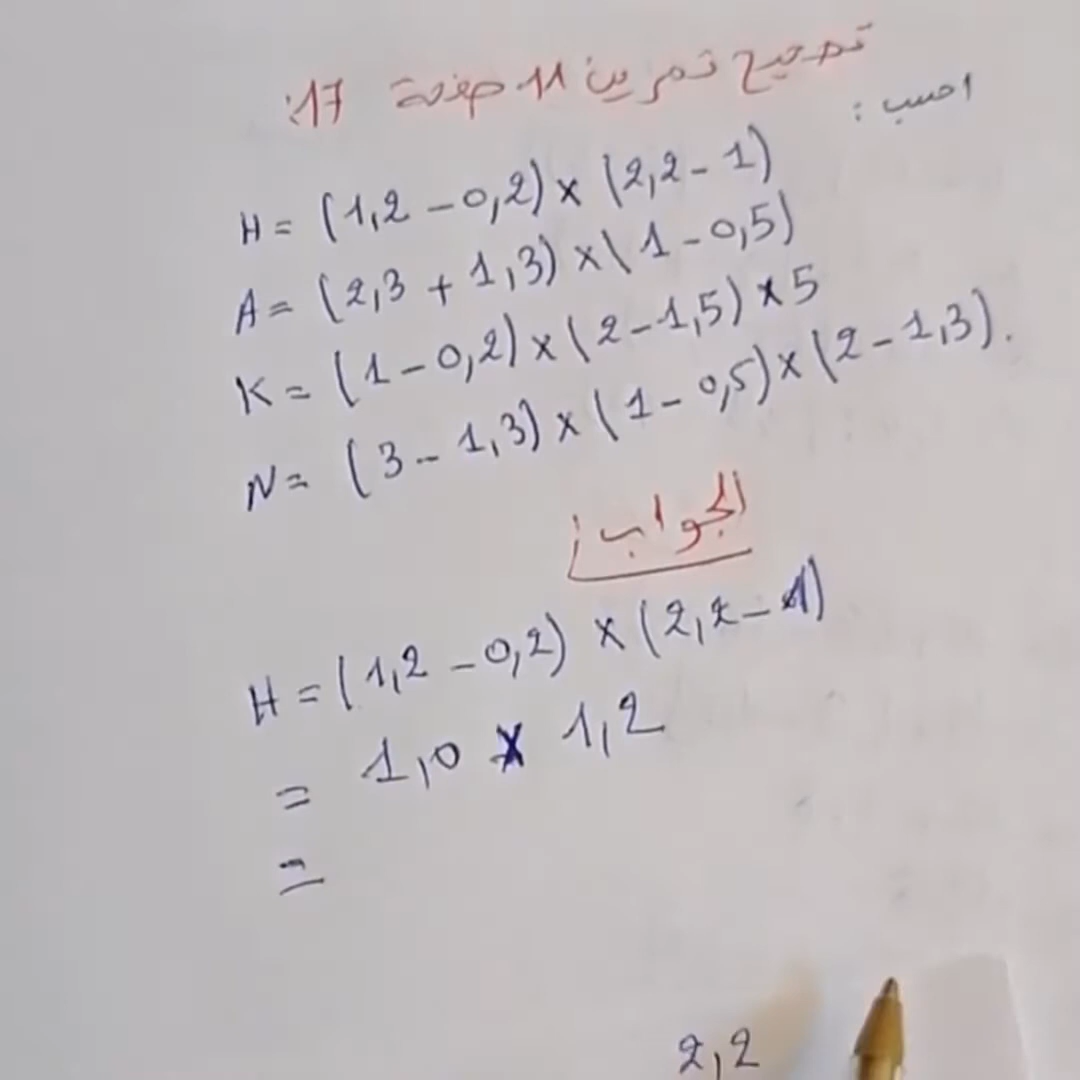 تصحيح تمرين 11 صفحة 17:
احسب:
H = (1,2 - 0,2) × (2,2 - 1)
A = (2,3 + 1,3) × (1 - 0,5)
K = (1 - 0,2) × (2 - 1,5) × 5
N = (3 - 1,3) × (1 - 0,5) × (2 - 1,3).
الجواب:
H = (1,2 - 0,2) × (2,2 - 1)
= 1,0 × 1,2
=
2,2